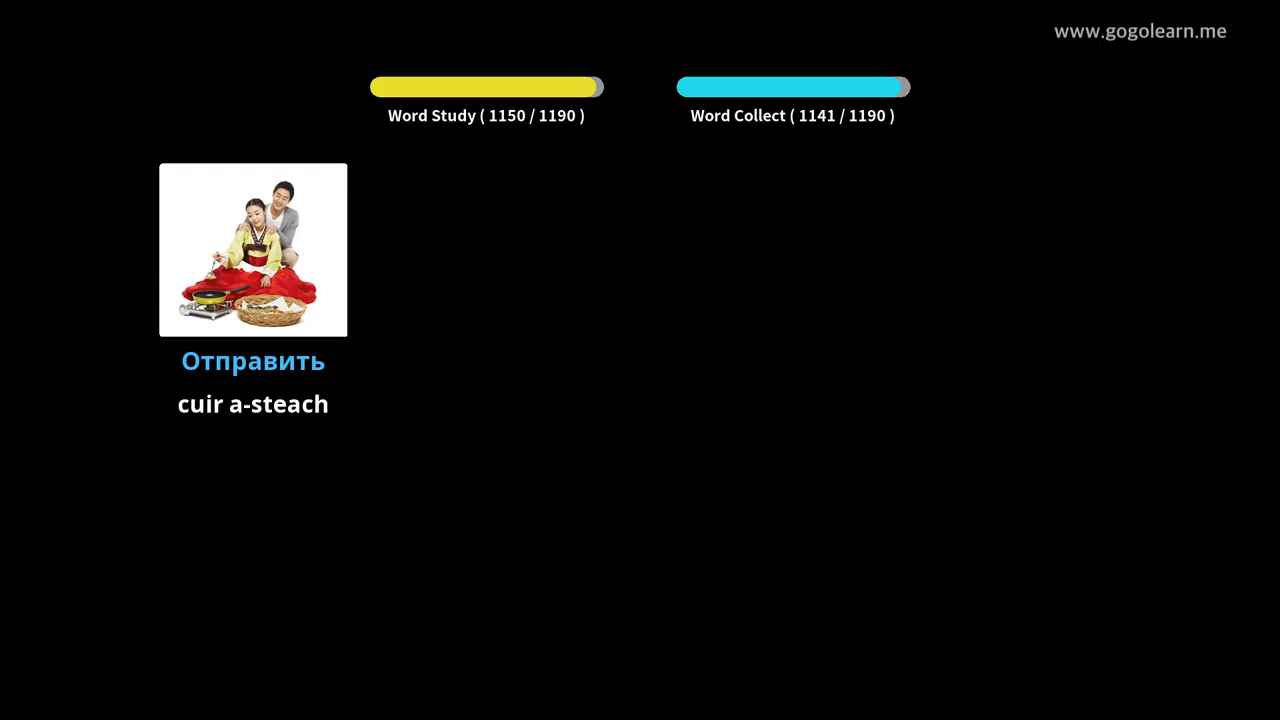 www.gogolearn.me
Word Study ( 1150 / 1190 )
Word Collect ( 1141 / 1190 )
Отправить
cuir a-steach